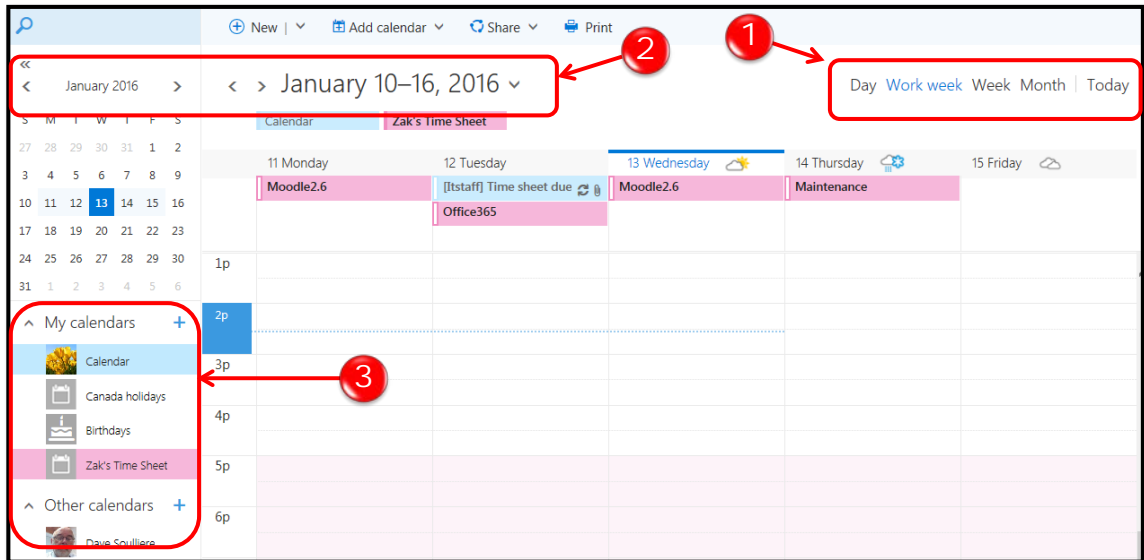 New | Add calendar Share Print
2 1
January 2016 January 10–16, 2016 Day Work week Week Month | Today
S M T W T F S Calendar Zak's Time Sheet
27 28 29 30 31 1 2
3 4 5 6 7 8 9
10 11 12 13 14 15 16
17 18 19 20 21 22 23
24 25 26 27 28 29 30
31 1 2 3 4 5 6
My calendars
Calendar
Canada holidays
Birthdays
Zak's Time Sheet
Other calendars
Dave Soulliere
3
11 Monday 12 Tuesday 13 Wednesday 14 Thursday 15 Friday
Moodle2.6 [Itstaff] Time sheet due Moodle2.6 Maintenance
Office365
1p
2p
3p
4p
5p
6p